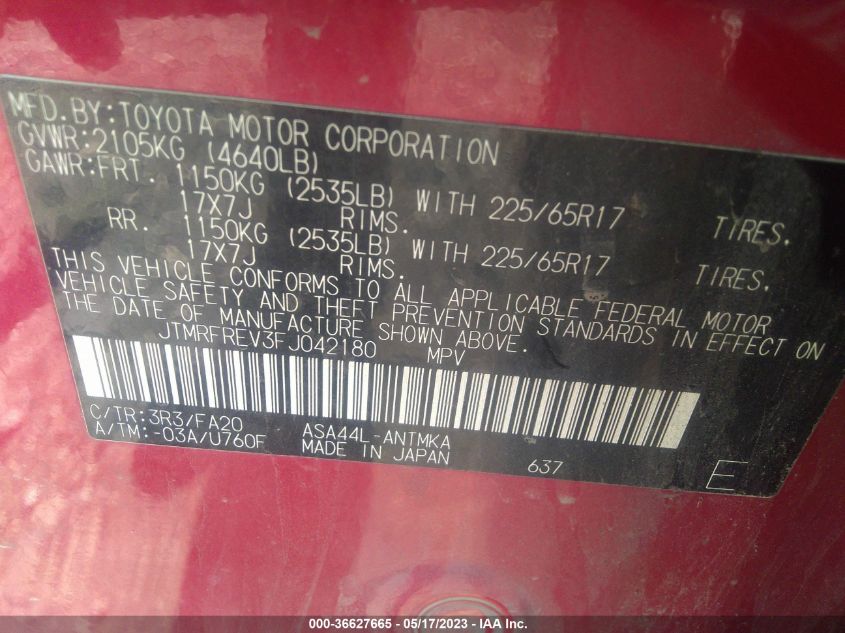 MFD.BY:TOYOTA MOTOR CORPORATION
GVWR:2105KG (4640LB)
GAWR:FRT. 1150KG (2535LB) WITH 225/65R17 TIRES.
17X7J RIMS.
RR. 1150KG (2535LB) WITH 225/65R17 TIRES.
17X7J RIMS.
THIS VEHICLE CONFORMS TO ALL APPLICABLE FEDERAL MOTOR
VEHICLE SAFETY AND THEFT PREVENTION STANDARDS IN EFFECT ON
THE DATE OF MANUFACTURE SHOWN ABOVE.
JTMRFREV3FJ042180 MPV
C/TR:3R3/FA20 ASA44L-ANTMKA
A/TM:-03A/U760F MADE IN JAPAN 637 E
000-36627665 - 05/17/2023 - IAAI.com